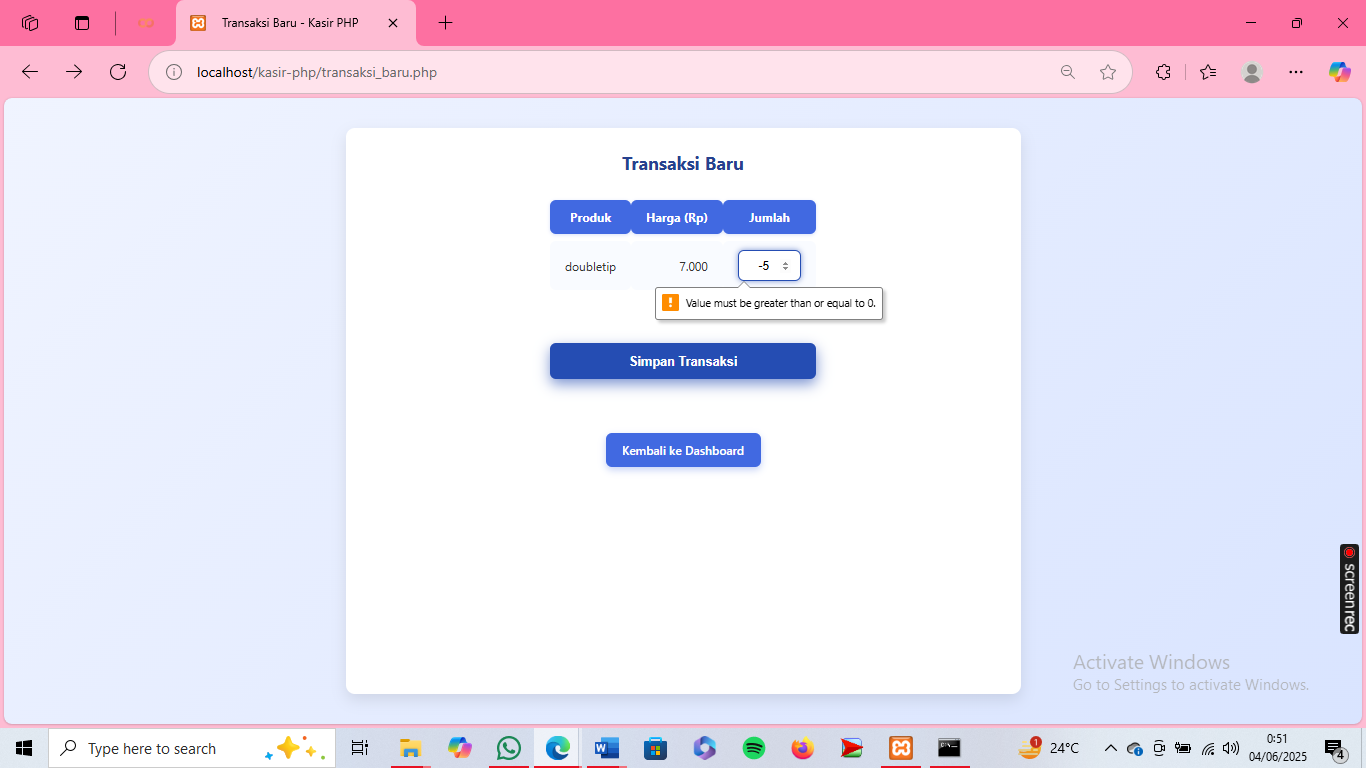 Transaksi Baru - Kasir PHP
localhost/kasir-php/transaksi_baru.php
Transaksi Baru
Produk Harga (Rp) Jumlah
doubletip 7.000 -5
! Value must be greater than or equal to 0.
Simpan Transaksi
Kembali ke Dashboard
screenrec
Activate Windows
Go to Settings to activate Windows.
Type here to search
1
24°C
0:51
04/06/2025
4